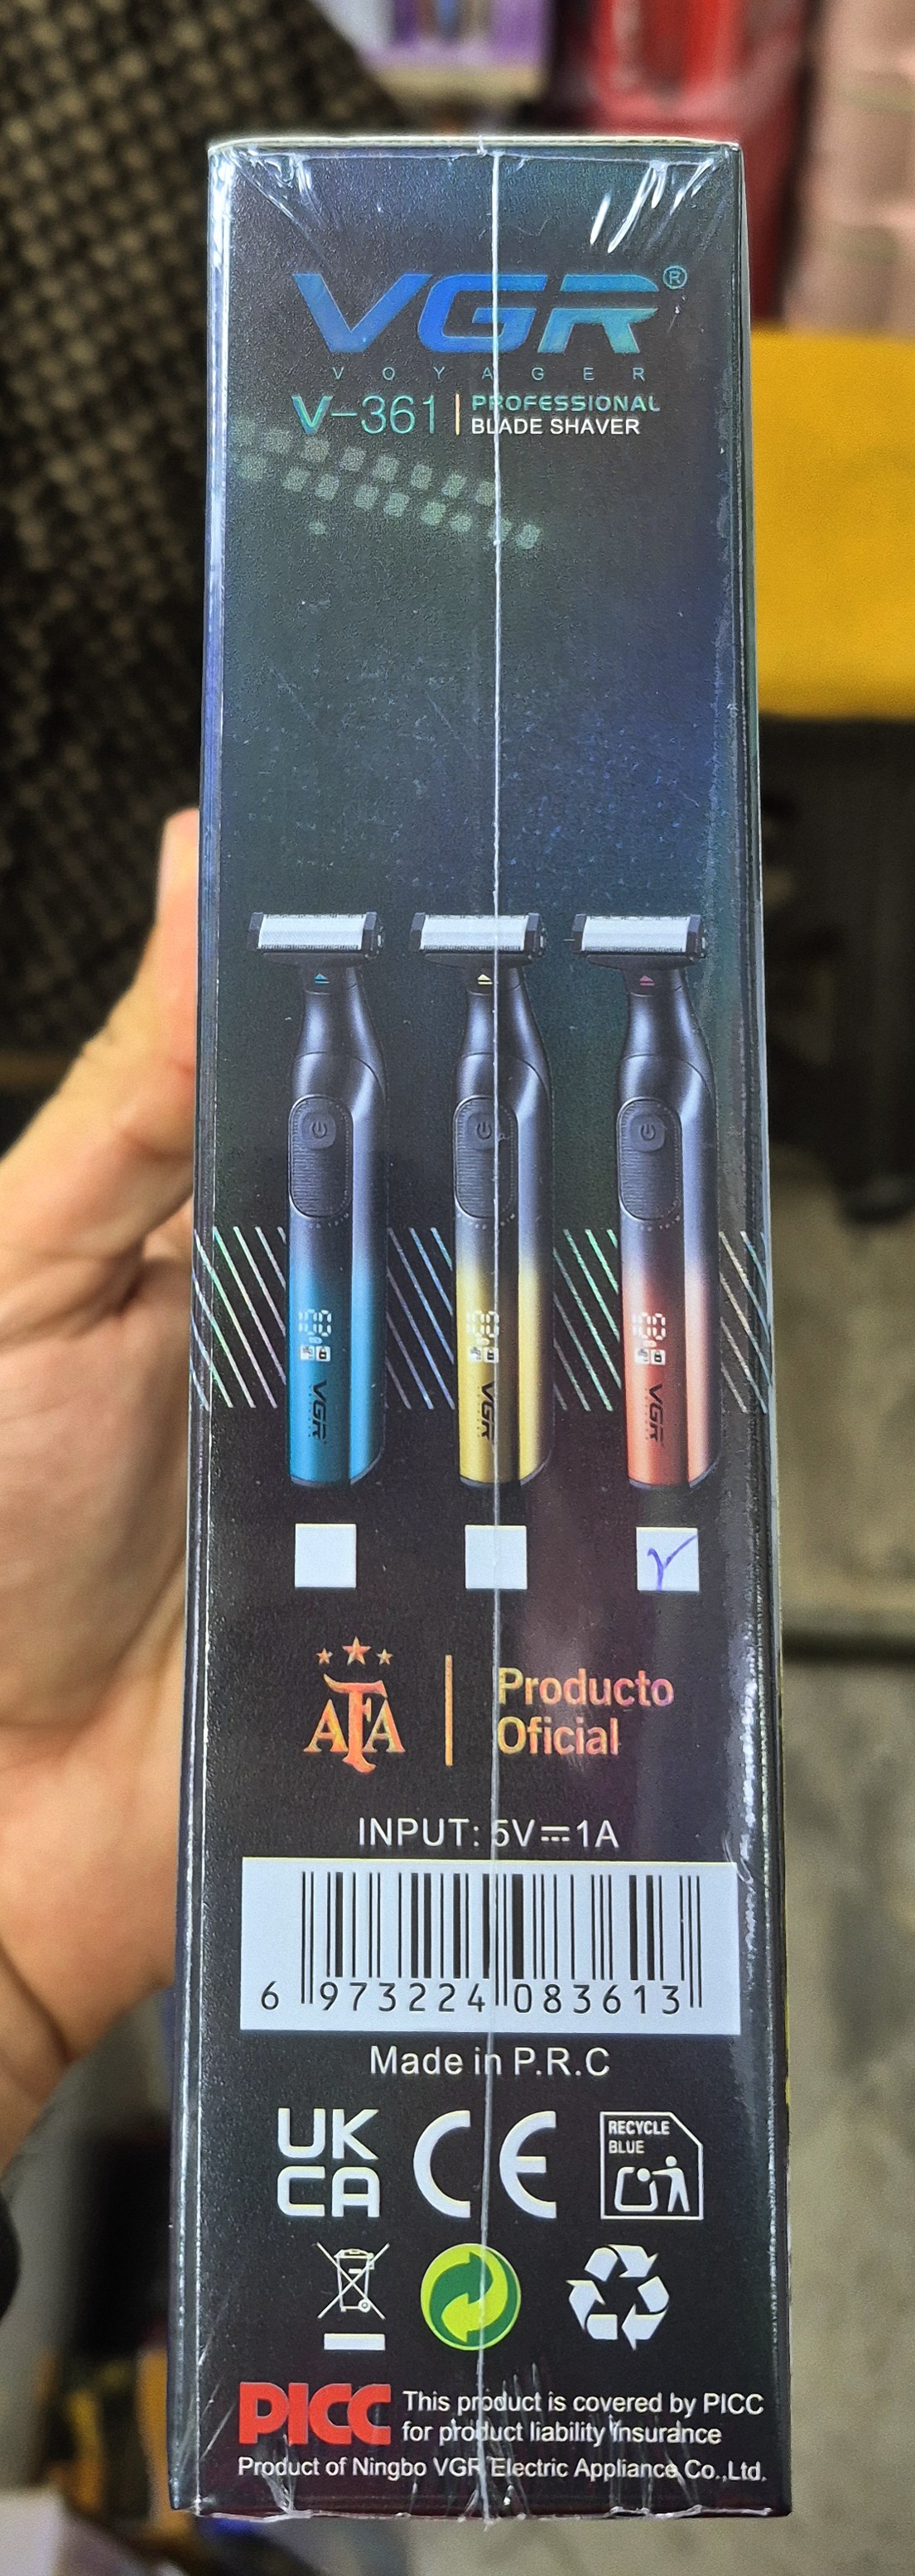 VGR®
VOYAGER
V-361 | PROFESSIONAL
BLADE SHAVER
VGR
VGR
VGR
AFA
Producto
Oficial
INPUT: 5V⎓1A
6 973224 083613
Made in P.R.C
UK
CA
CE
RECYCLE
BLUE
PICC
This product is covered by PICC
for product liability insurance
Product of Ningbo VGR Electric Appliance Co.,Ltd.